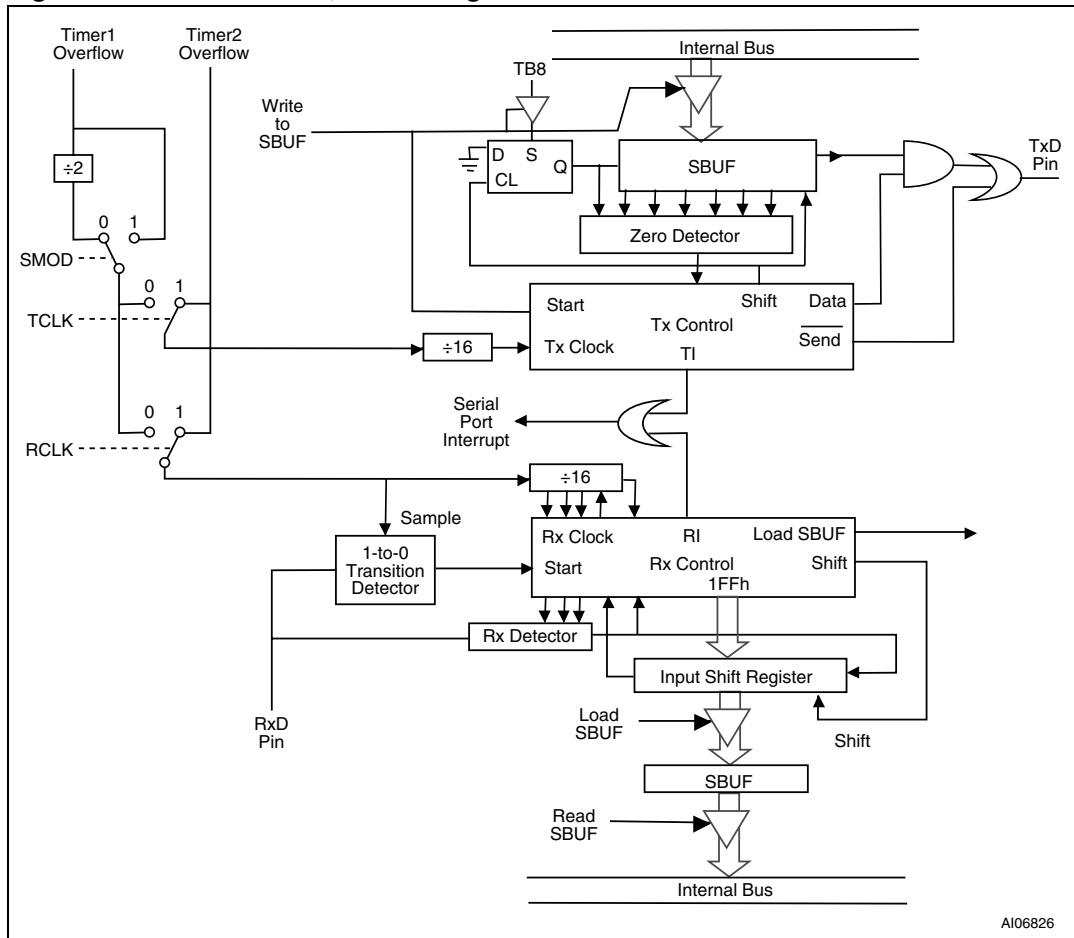 Timer1
Overflow
Timer2
Overflow
Internal Bus
TB8
Write
to
SBUF
D S
Q
CL
SBUF
TxD
Pin
÷2
0 1
Zero Detector
SMOD
0 1
Start
Shift
Data
TCLK
Tx Control
Send
÷16
Tx Clock
TI
0 1
Serial
Port
Interrupt
RCLK
÷16
Sample
Rx Clock
RI
Load SBUF
1-to-0
Transition
Detector
Start
Rx Control
Shift
1FFh
Rx Detector
Input Shift Register
RxD
Pin
Load
SBUF
Shift
SBUF
Read
SBUF
Internal Bus
AI06826